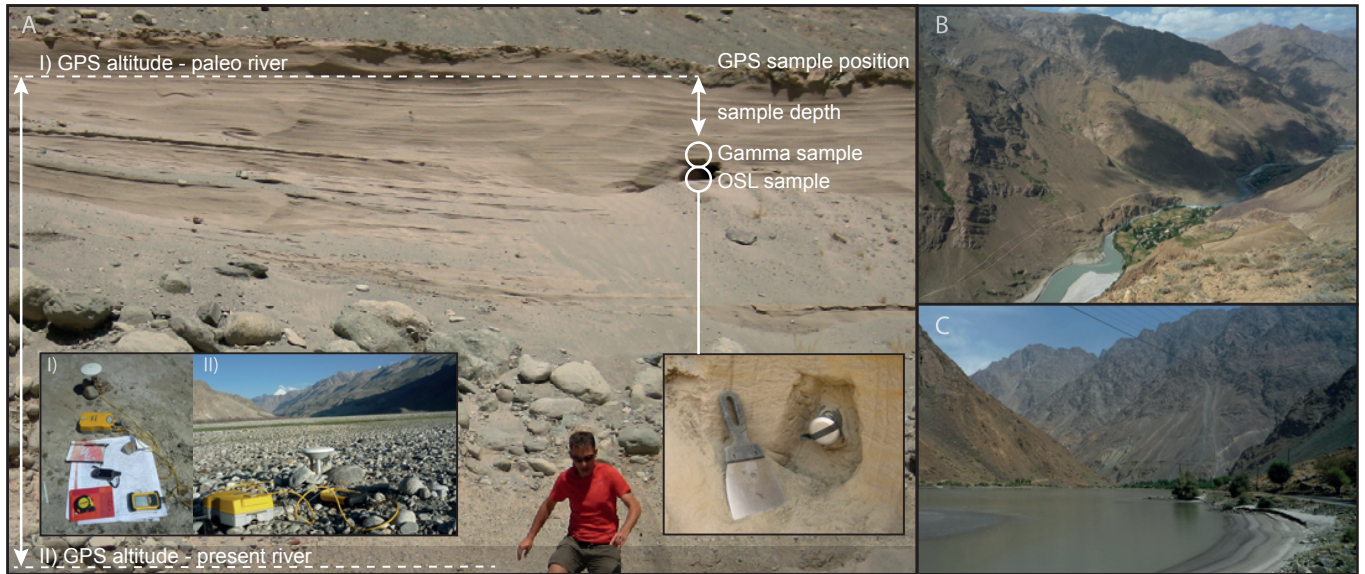 A
I) GPS altitude - paleo river
GPS sample position
sample depth
Gamma sample
OSL sample
I)
II)
II) GPS altitude - present river
B
C